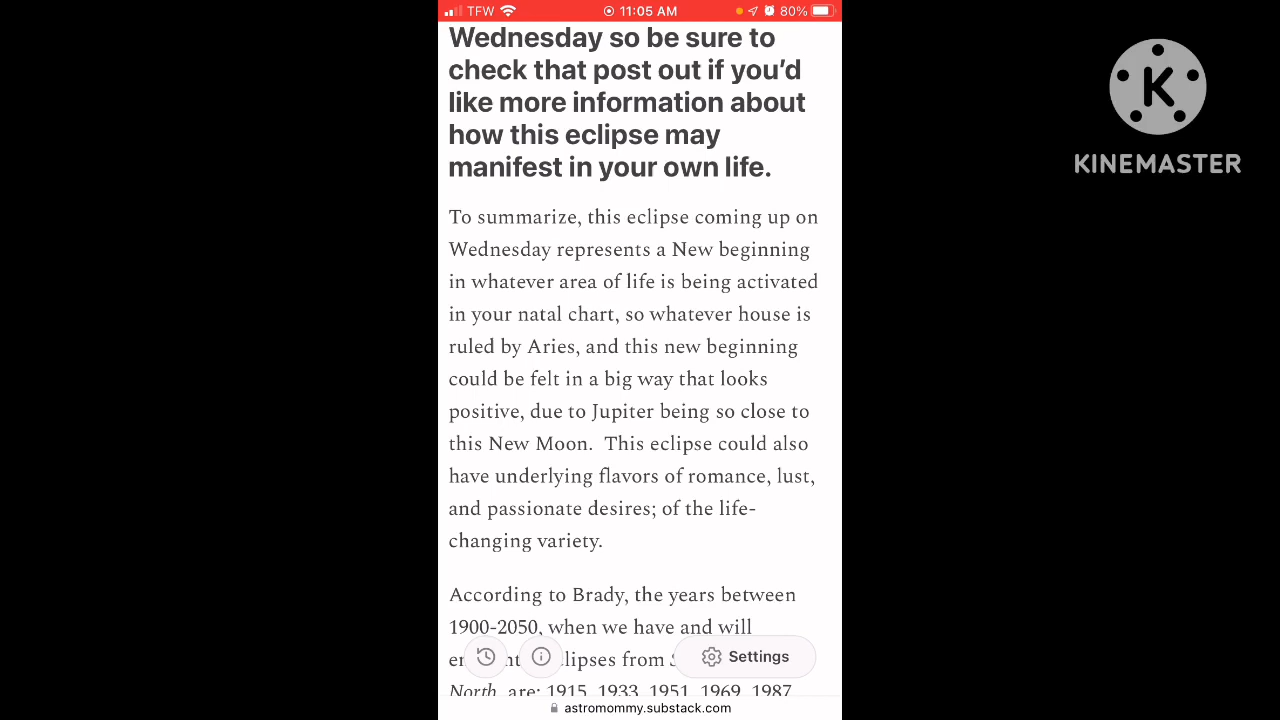 TFW 11:05 AM 80%
Wednesday so be sure to
check that post out if you’d
like more information about
how this eclipse may
manifest in your own life.
To summarize, this eclipse coming up on
Wednesday represents a New beginning
in whatever area of life is being activated
in your natal chart, so whatever house is
ruled by Aries, and this new beginning
could be felt in a big way that looks
positive, due to Jupiter being so close to
this New Moon. This eclipse could also
have underlying flavors of romance, lust,
and passionate desires; of the life-
changing variety.
According to Brady, the years between
1900-2050, when we have and will
eclipses from
Settings
North, are: 1915, 1933, 1951, 1969, 1987,
astromommy.substack.com
K
KINEMASTER